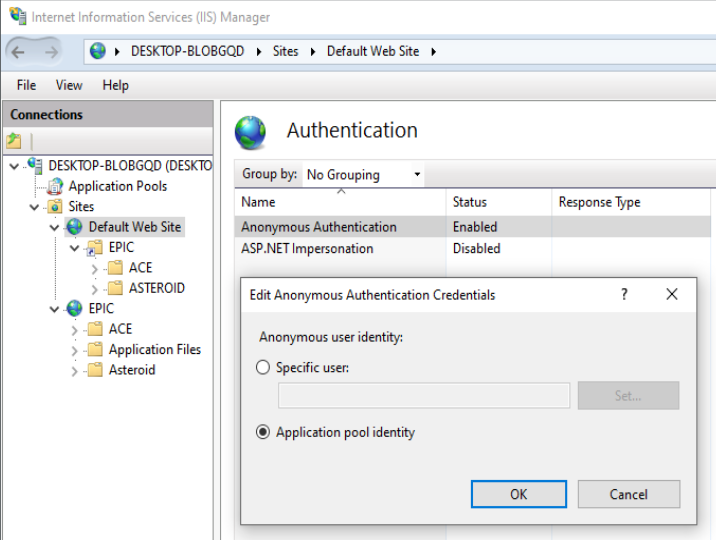 Internet Information Services (IIS) Manager
DESKTOP-BLOBGQD Sites Default Web Site
File View Help
Connections
DESKTOP-BLOBGQD (DESKTO
Application Pools
Sites
Default Web Site
EPIC
ACE
ASTEROID
EPIC
ACE
Application Files
Asteroid
Authentication
Group by: No Grouping
Name Status Response Type
Anonymous Authentication Enabled
ASP.NET Impersonation Disabled
Edit Anonymous Authentication Credentials ?
Anonymous user identity:
Specific user:
Set...
Application pool identity
OK Cancel